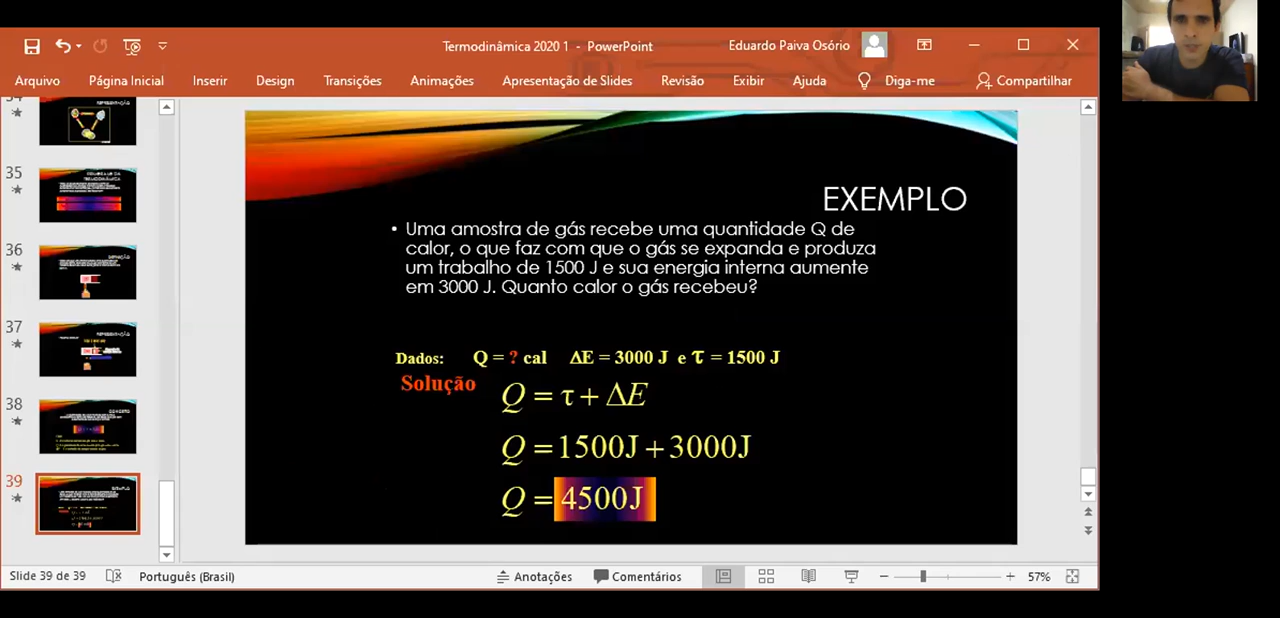 Termodinâmica 2020 1 - PowerPoint
Eduardo Paiva Osório
Arquivo Página Inicial Inserir Design Transições Animações Apresentação de Slides Revisão Exibir Ajuda Diga-me Compartilhar
35
36
37
38
39
EXEMPLO
• Uma amostra de gás recebe uma quantidade Q de
calor, o que faz com que o gás se expanda e produza
um trabalho de 1500 J e sua energia interna aumente
em 3000 J. Quanto calor o gás recebeu?
Dados: Q = ? cal ΔE = 3000 J e τ = 1500 J
Solução
Q = τ + ΔE
Q = 1500J + 3000J
Q = 4500J
Slide 39 de 39 Português (Brasil) Anotações Comentários 57%